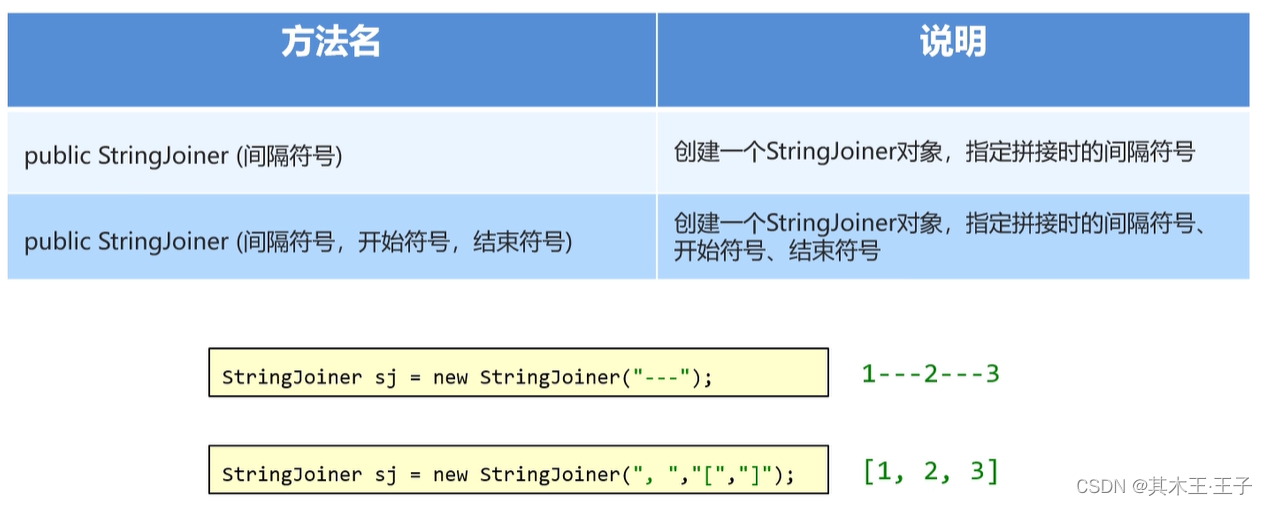 方法名
说明
public StringJoiner (间隔符号)
创建一个StringJoiner对象，指定拼接时的间隔符号
public StringJoiner (间隔符号，开始符号，结束符号)
创建一个StringJoiner对象，指定拼接时的间隔符号、
开始符号、结束符号
StringJoiner sj = new StringJoiner("---");
1---2---3
StringJoiner sj = new StringJoiner(", ","[","]");
[1, 2, 3]
CSDN @其木王·王子